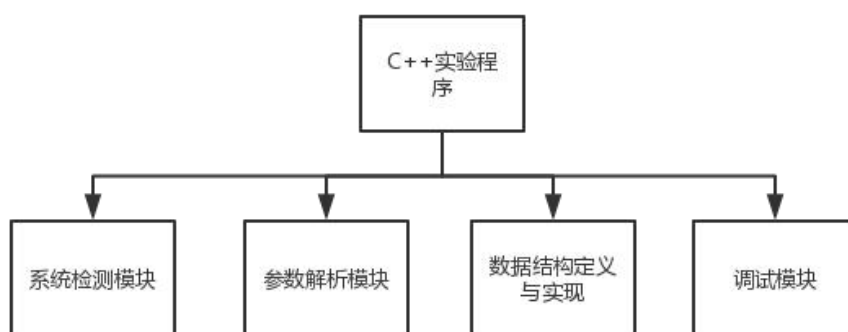 C++实验程
序
系统检测模块
参数解析模块
数据结构定义
与实现
调试模块